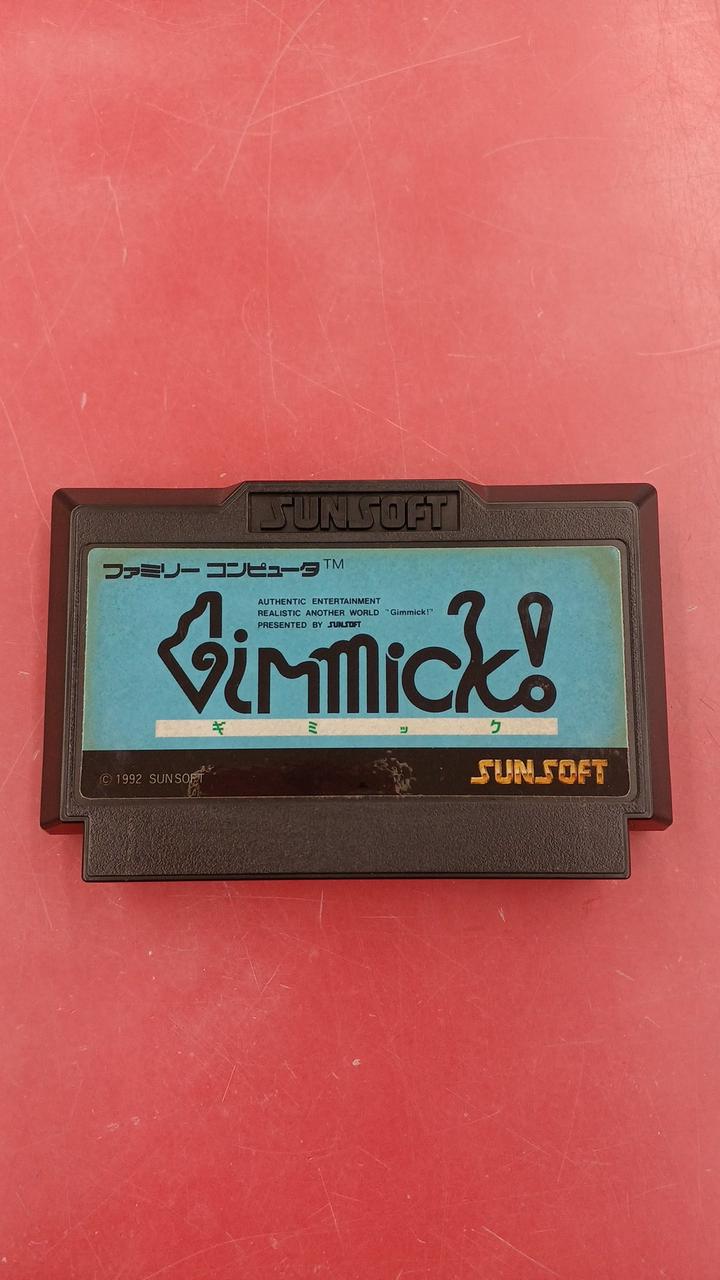 SUNSOFT
ファミリー コンピュータ™
AUTHENTIC ENTERTAINMENT
REALISTIC ANOTHER WORLD "Gimmick!"
PRESENTED BY SUNSOFT
Gimmick!
ギミック
© 1992 SUNSOFT
SUNSOFT